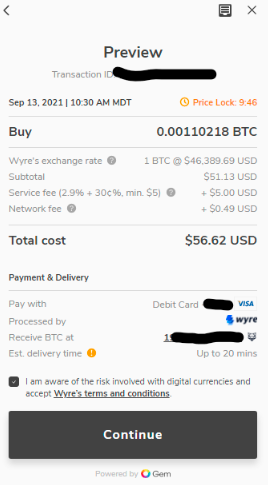 Preview
Transaction ID
Sep 13, 2021 | 10:30 AM MDT Price Lock: 9:46
Buy 0.00110218 BTC
Wyre's exchange rate 1 BTC @ $46,389.69 USD
Subtotal $51.13 USD
Service fee (2.9% + 30¢, min. $5) + $5.00 USD
Network fee + $0.49 USD
Total cost $56.62 USD
Payment & Delivery
Pay with Debit Card VISA
Processed by wyre
Receive BTC at
Est. delivery time Up to 20 mins
I am aware of the risk involved with digital currencies and
accept Wyre's terms and conditions.
Continue
Powered by Gem